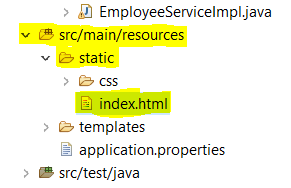 EmployeeServiceImpl.java
src/main/resources
static
css
index.html
templates
application.properties
src/test/java